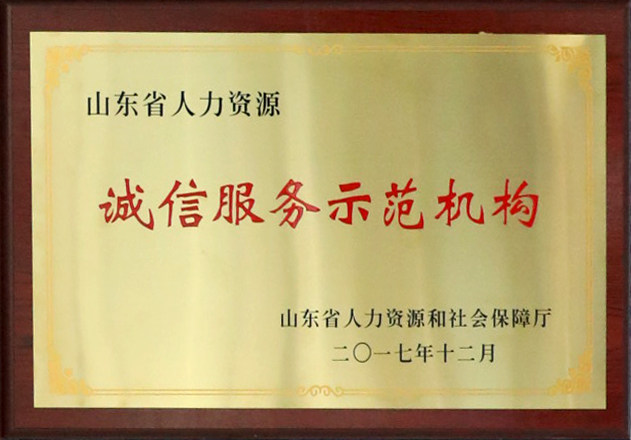 山东省人力资源
诚信服务示范机构
山东省人力资源和社会保障厅
二〇一七年十二月